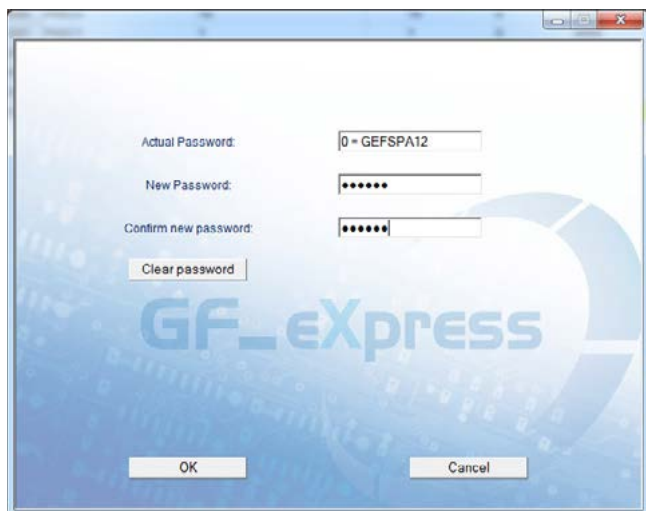 Actual Password: 0 = GEFSPA12
New Password: ●●●●●●
Confirm new password: ●●●●●●
Clear password
GF_eXpress
OK Cancel